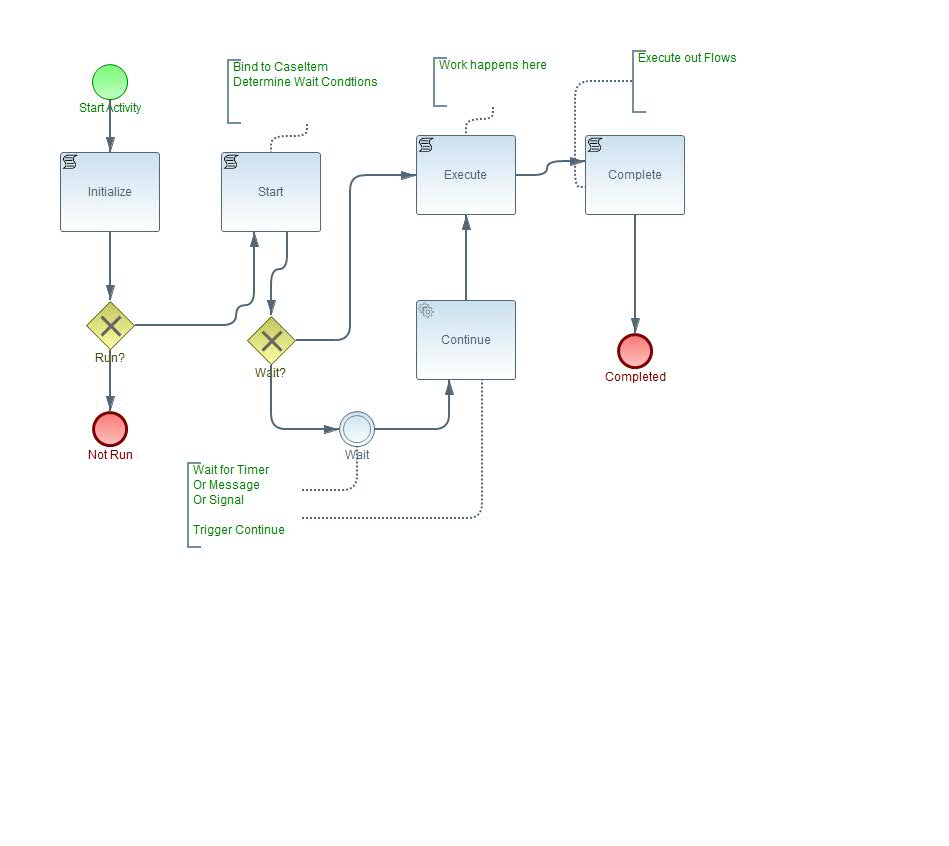 Bind to CaseItem
Determine Wait Condtions
Work happens here
Execute out Flows
Start Activity
Initialize
Start
Execute
Complete
Run?
Wait?
Continue
Completed
Not Run
Wait
Wait for Timer
Or Message
Or Signal
Trigger Continue